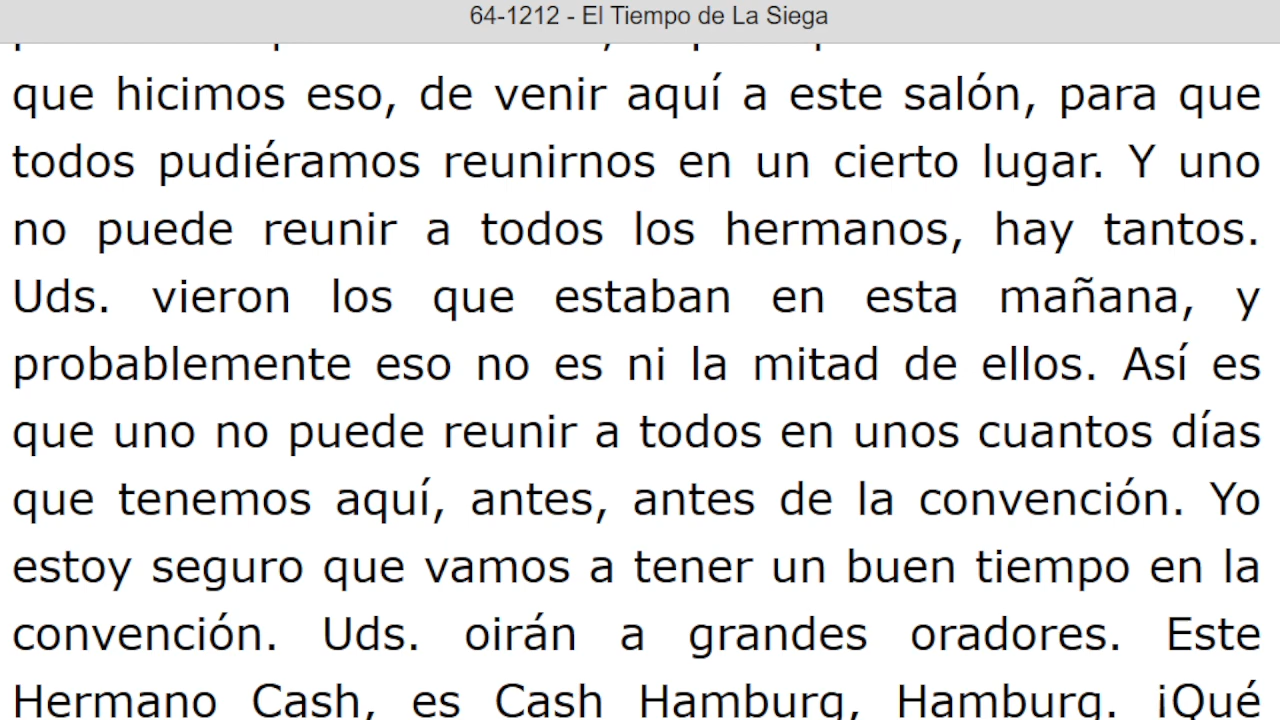 64-1212 - El Tiempo de La Siega
que hicimos eso, de venir aquí a este salón, para que
todos pudiéramos reunirnos en un cierto lugar. Y uno
no puede reunir a todos los hermanos, hay tantos.
Uds. vieron los que estaban en esta mañana, y
probablemente eso no es ni la mitad de ellos. Así es
que uno no puede reunir a todos en unos cuantos días
que tenemos aquí, antes, antes de la convención. Yo
estoy seguro que vamos a tener un buen tiempo en la
convención. Uds. oirán a grandes oradores. Este
Hermano Cash, es Cash Hamburg, Hamburg. ¡Qué